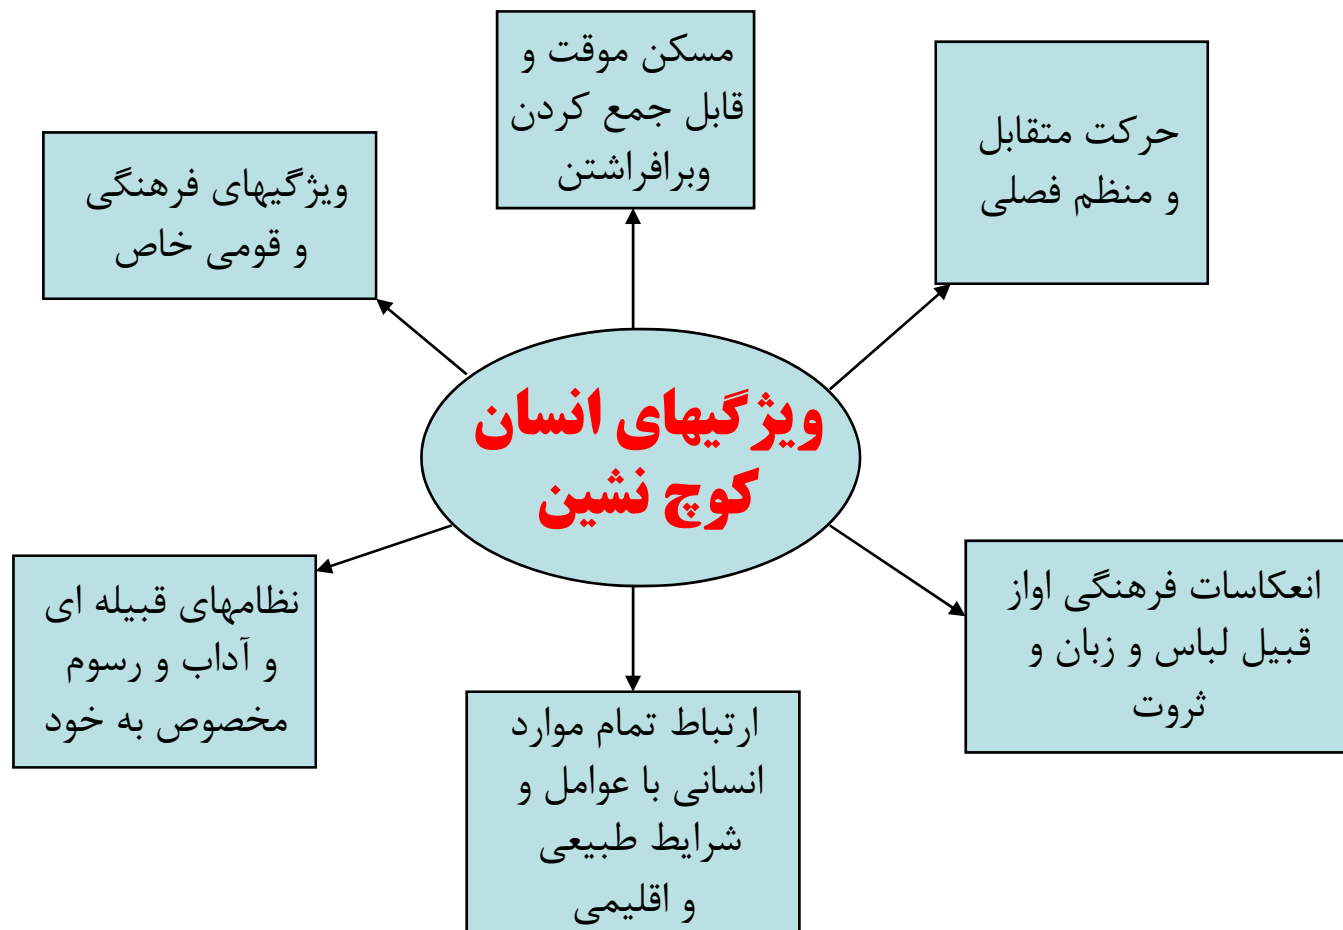 مسکن موقت و
قابل جمع کردن
وبرافراشتن
حرکت متقابل
و منظم فصلی
ویژگیهای فرهنگی
و قومی خاص
ویژگیهای انسان
کوچ نشین
انعکاسات فرهنگی اواز
قبیل لباس و زبان و
ثروت
نظامهای قبیله ای
و آداب و رسوم
مخصوص به خود
ارتباط تمام موارد
انسانی با عوامل و
شرایط طبیعی
و اقلیمی